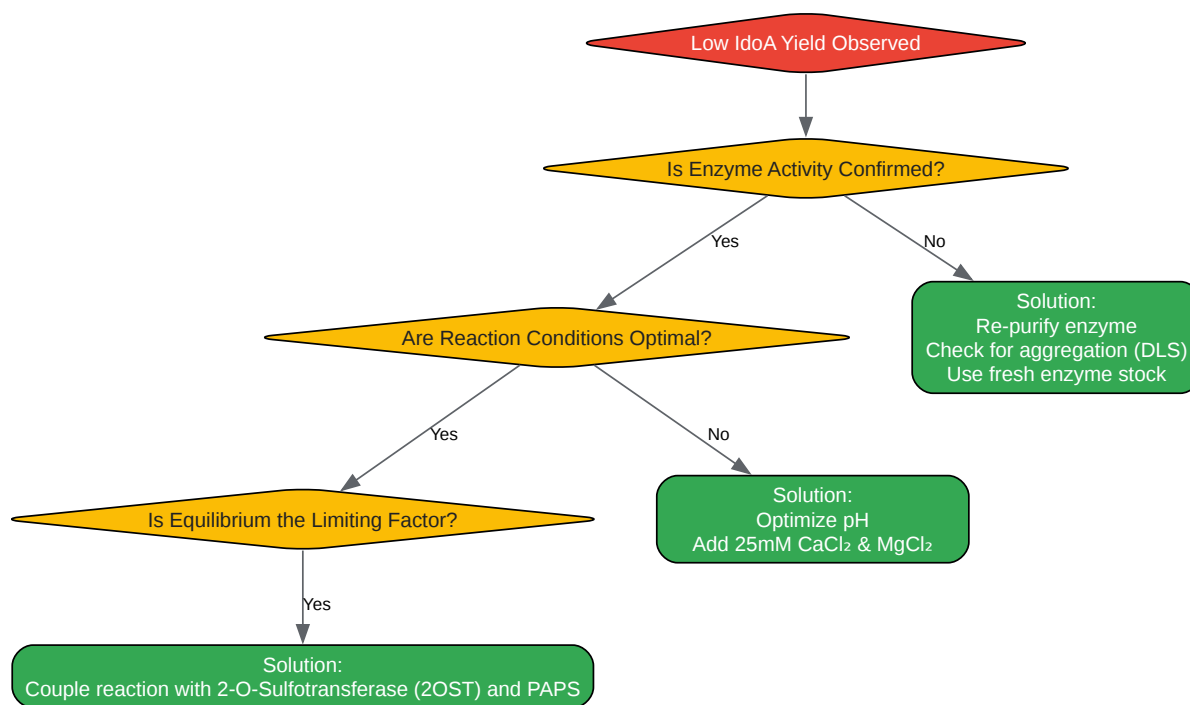 Low IdoA Yield Observed
Is Enzyme Activity Confirmed?
Yes
No
Solution:
Re-purify enzyme
Check for aggregation (DLS)
Use fresh enzyme stock
Are Reaction Conditions Optimal?
Yes
No
Solution:
Optimize pH
Add 25mM CaCl₂ & MgCl₂
Is Equilibrium the Limiting Factor?
Yes
Solution:
Couple reaction with 2-O-Sulfotransferase (2OST) and PAPS